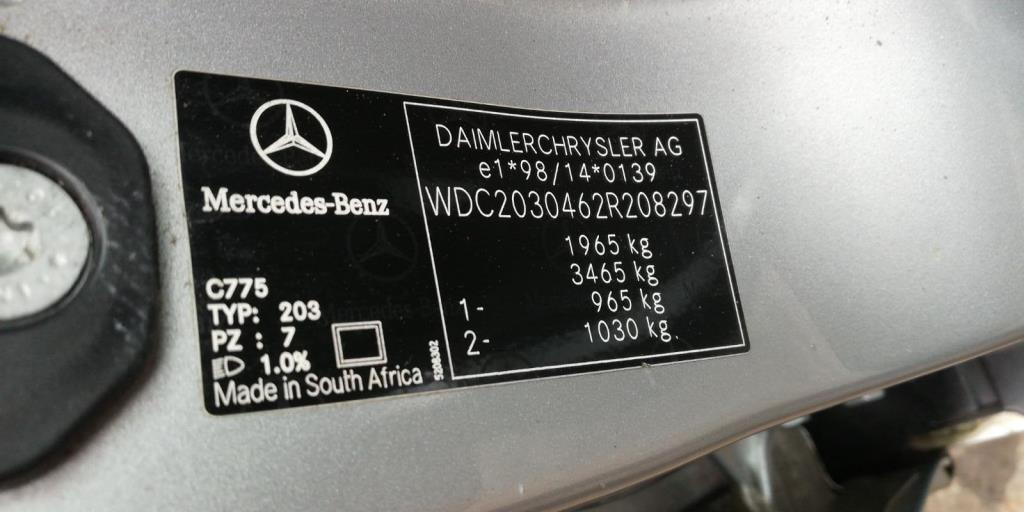 Mercedes-Benz
C775
TYP: 203
PZ : 7
1.0%
Made in South Africa
DAIMLERCHRYSLER AG
e1*98/14*0139
WDC2030462R208297
1965 kg
3465 kg
1- 965 kg
2- 1030 kg.